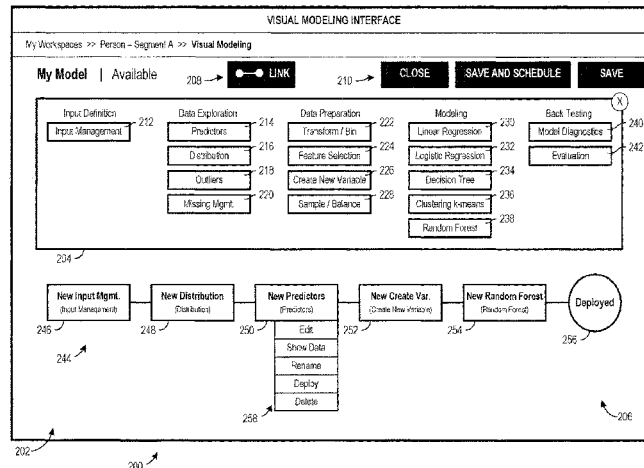 VISUAL MODELING INTERFACE
My Workspaces >> Person – Segment A >> Visual Modeling
My Model | Available 208 LINK 210 CLOSE SAVE AND SCHEDULE SAVE
X
Input Definition Data Exploration Data Preparation Modeling Back Testing
Input Management 212 Predictors 214 Transform / Bin 222 Linear Regression 230 Model Diagnostics 240
Distribution 216 Feature Selection 224 Logistic Regression 232 Evaluation 242
Outliers 218 Create New Variable 226 Decision Tree 234
Missing Mgmt. 220 Sample / Balance 228 Clustering k-means 236
Random Forest 238
204
New Input Mgmt. New Distribution New Predictors New Create Var. New Random Forest Deployed
(Input Management) (Distribution) (Predictors) (Create New Variable) (Random Forest)
246 248 250 252 254 256
Edit
244 Show Data
Rename
Deploy
258 Delete 206
202
200